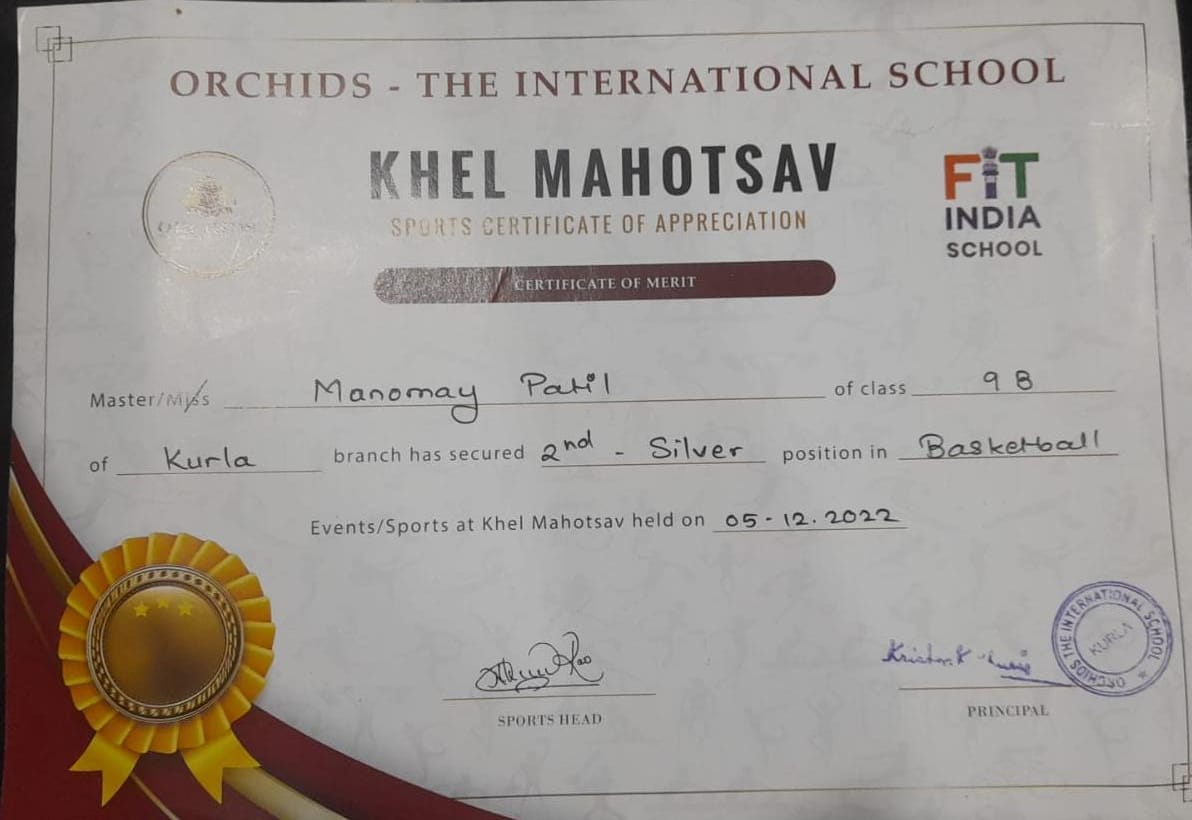 ORCHIDS - THE INTERNATIONAL SCHOOL
KHEL MAHOTSAV
SPORTS CERTIFICATE OF APPRECIATION
FIT
INDIA
SCHOOL
CERTIFICATE OF MERIT
Master/Miss Manomay Patil of class 9 B
of Kurla branch has secured 2nd - Silver position in Basketball
Events/Sports at Khel Mahotsav held on 05-12.2022
SPORTS HEAD
PRINCIPAL
ORCHIDS THE INTERNATIONAL SCHOOL
KURLA